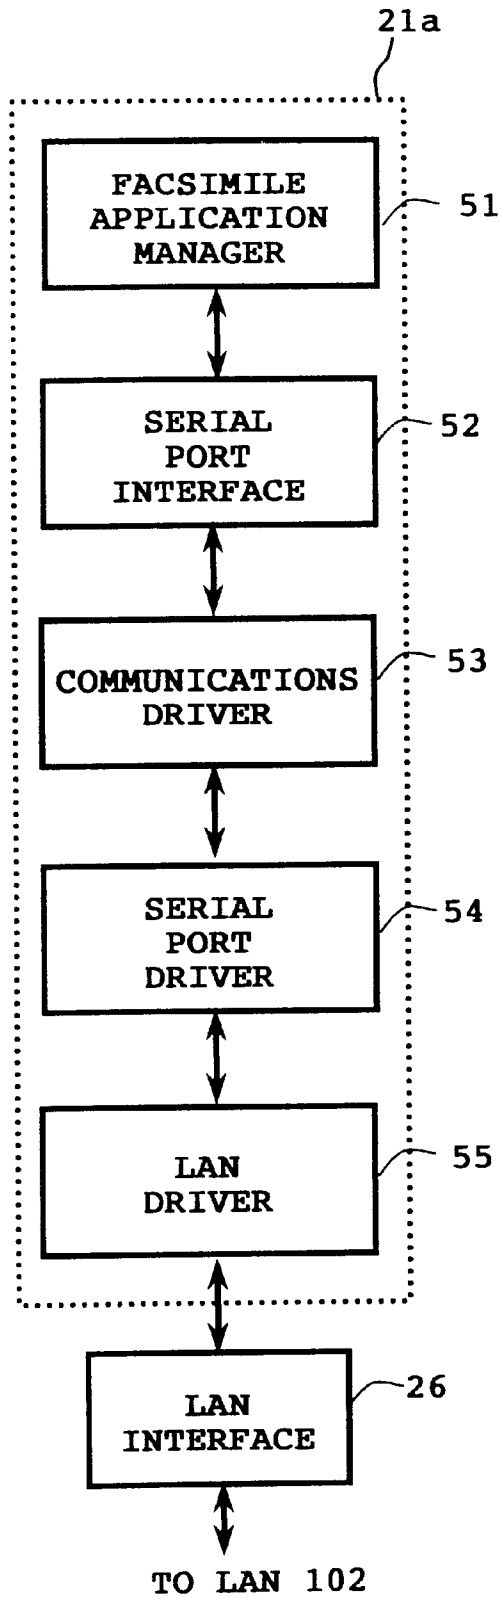 21a
FACSIMILE
APPLICATION
MANAGER
51
SERIAL
PORT
INTERFACE
52
COMMUNICATIONS
DRIVER
53
SERIAL
PORT
DRIVER
54
LAN
DRIVER
55
LAN
INTERFACE
26
TO LAN 102